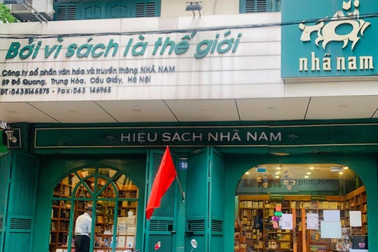 Bởi vì sách là thế giới
Công ty cổ phần văn hóa và truyền thông NHÃ NAM
59 Đỗ Quang, Trung Hòa, Cầu Giấy, Hà Nội
nhã nam
HIỆU SÁCH NHÃ NAM